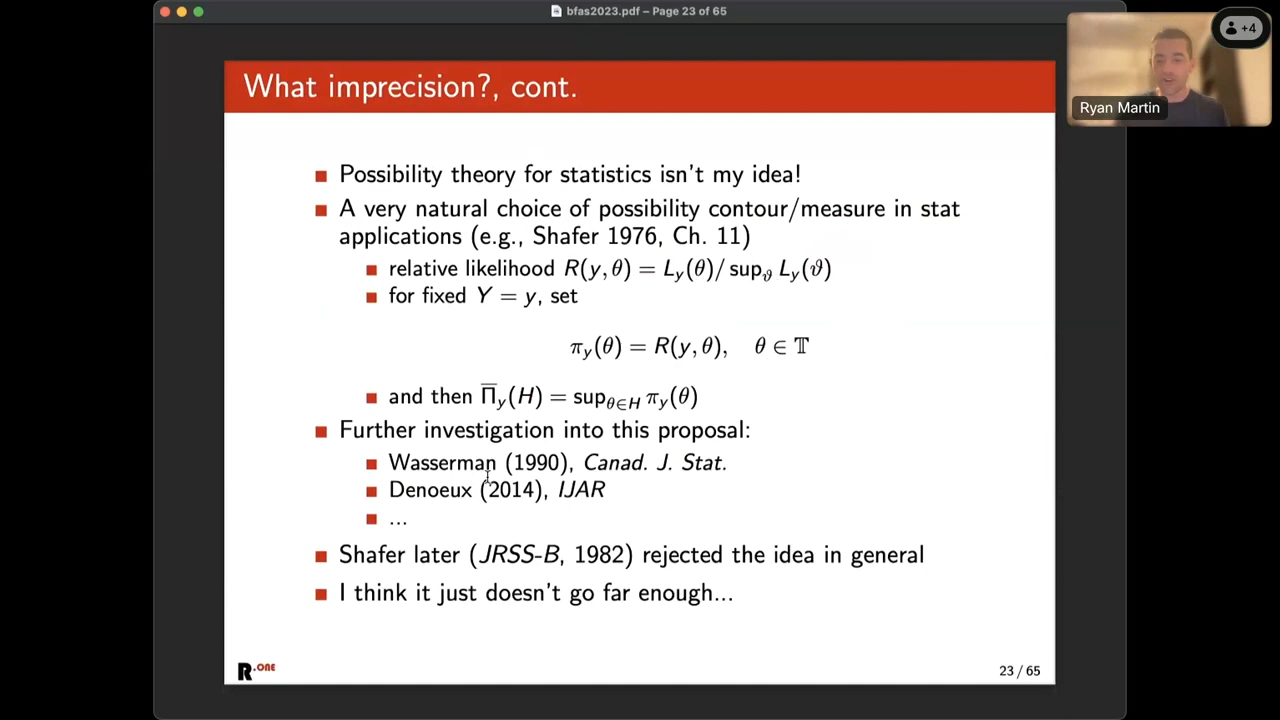 bfas2023.pdf – Page 23 of 65
+4
Ryan Martin
What imprecision?, cont.
■ Possibility theory for statistics isn't my idea!
■ A very natural choice of possibility contour/measure in stat
applications (e.g., Shafer 1976, Ch. 11)
■ relative likelihood R(y, θ) = L_y(θ)/ sup_ϑ L_y(ϑ)
■ for fixed Y = y, set
π_y(θ) = R(y, θ), θ ∈ 𝕋
■ and then Π̅_y(H) = sup_{θ∈H} π_y(θ)
■ Further investigation into this proposal:
■ Wasserman (1990), Canad. J. Stat.
■ Denoeux (2014), IJAR
■ ...
■ Shafer later (JRSS-B, 1982) rejected the idea in general
■ I think it just doesn't go far enough...
R.ONE
23 / 65